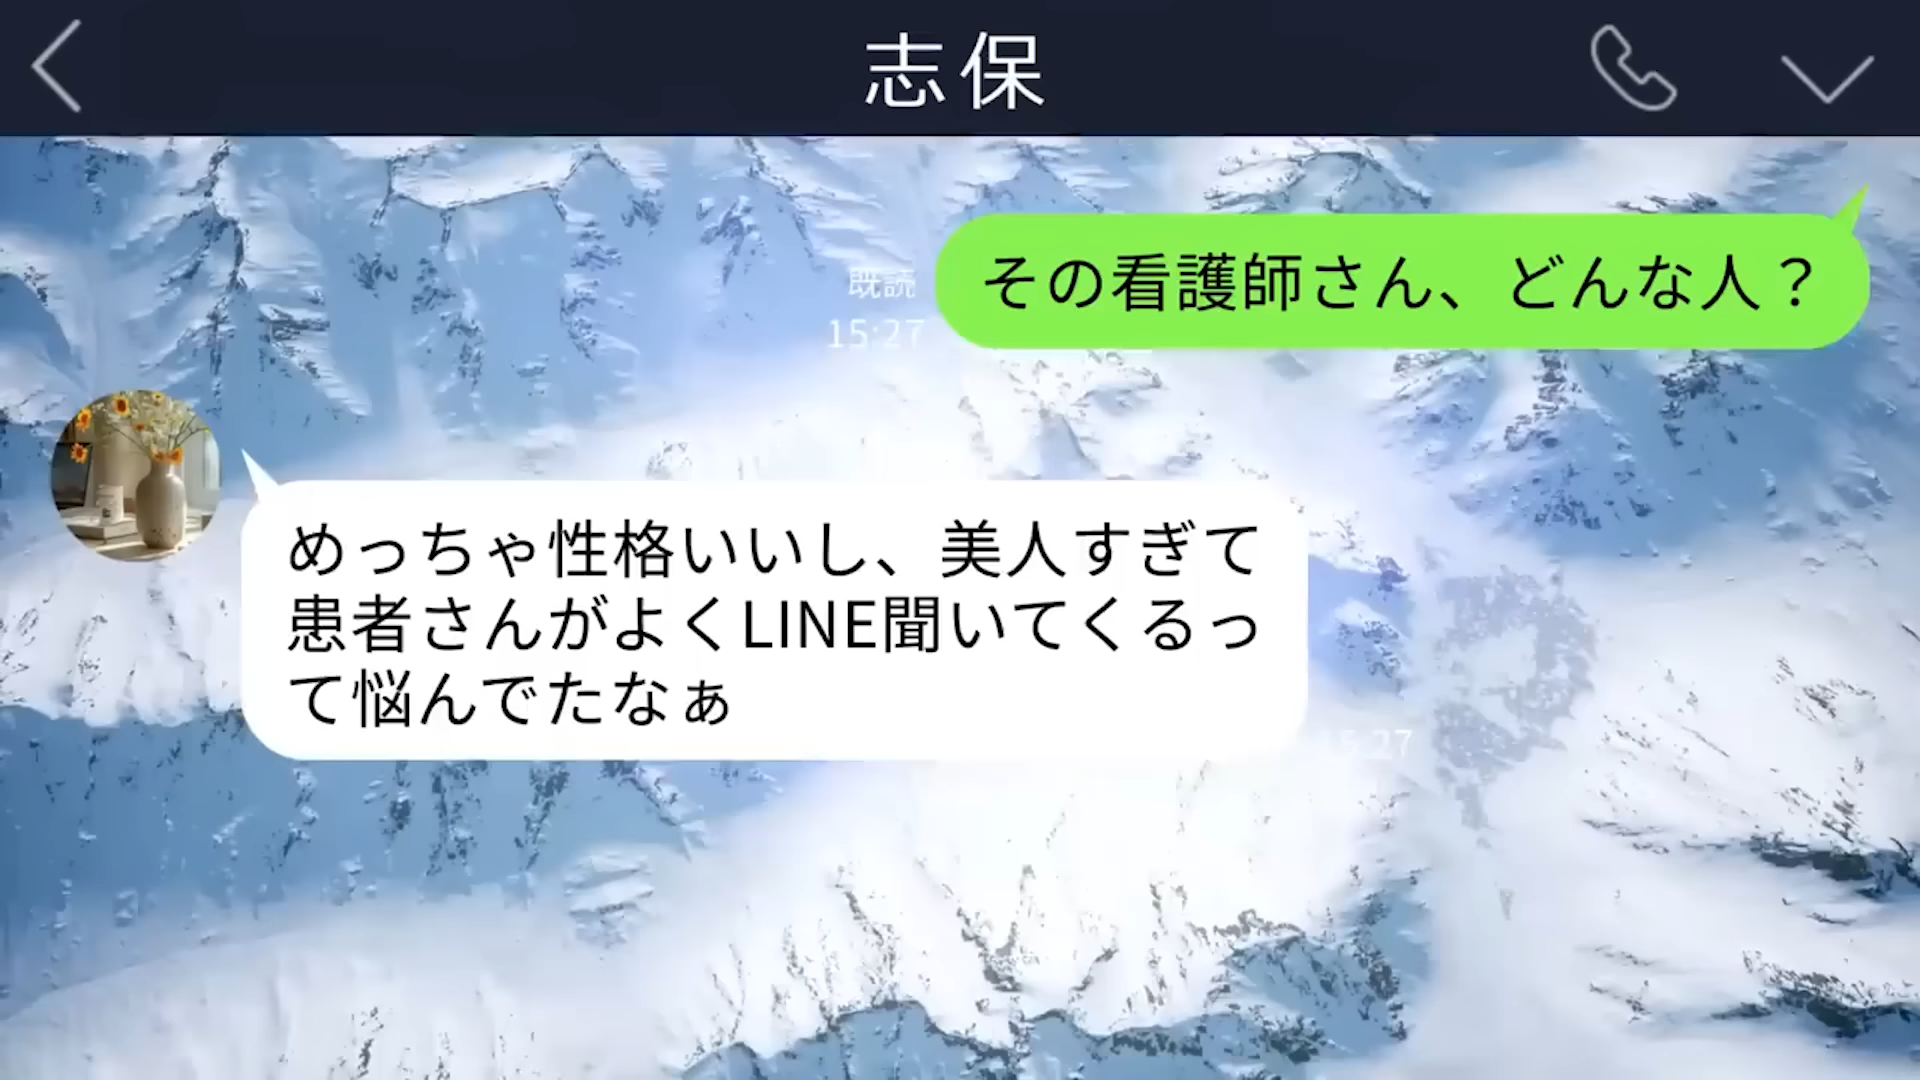 志保
その看護師さん、どんな人？
既読
15:27
めっちゃ性格いいし、美人すぎて
患者さんがよくLINE聞いてくるっ
て悩んでたなぁ
15:27